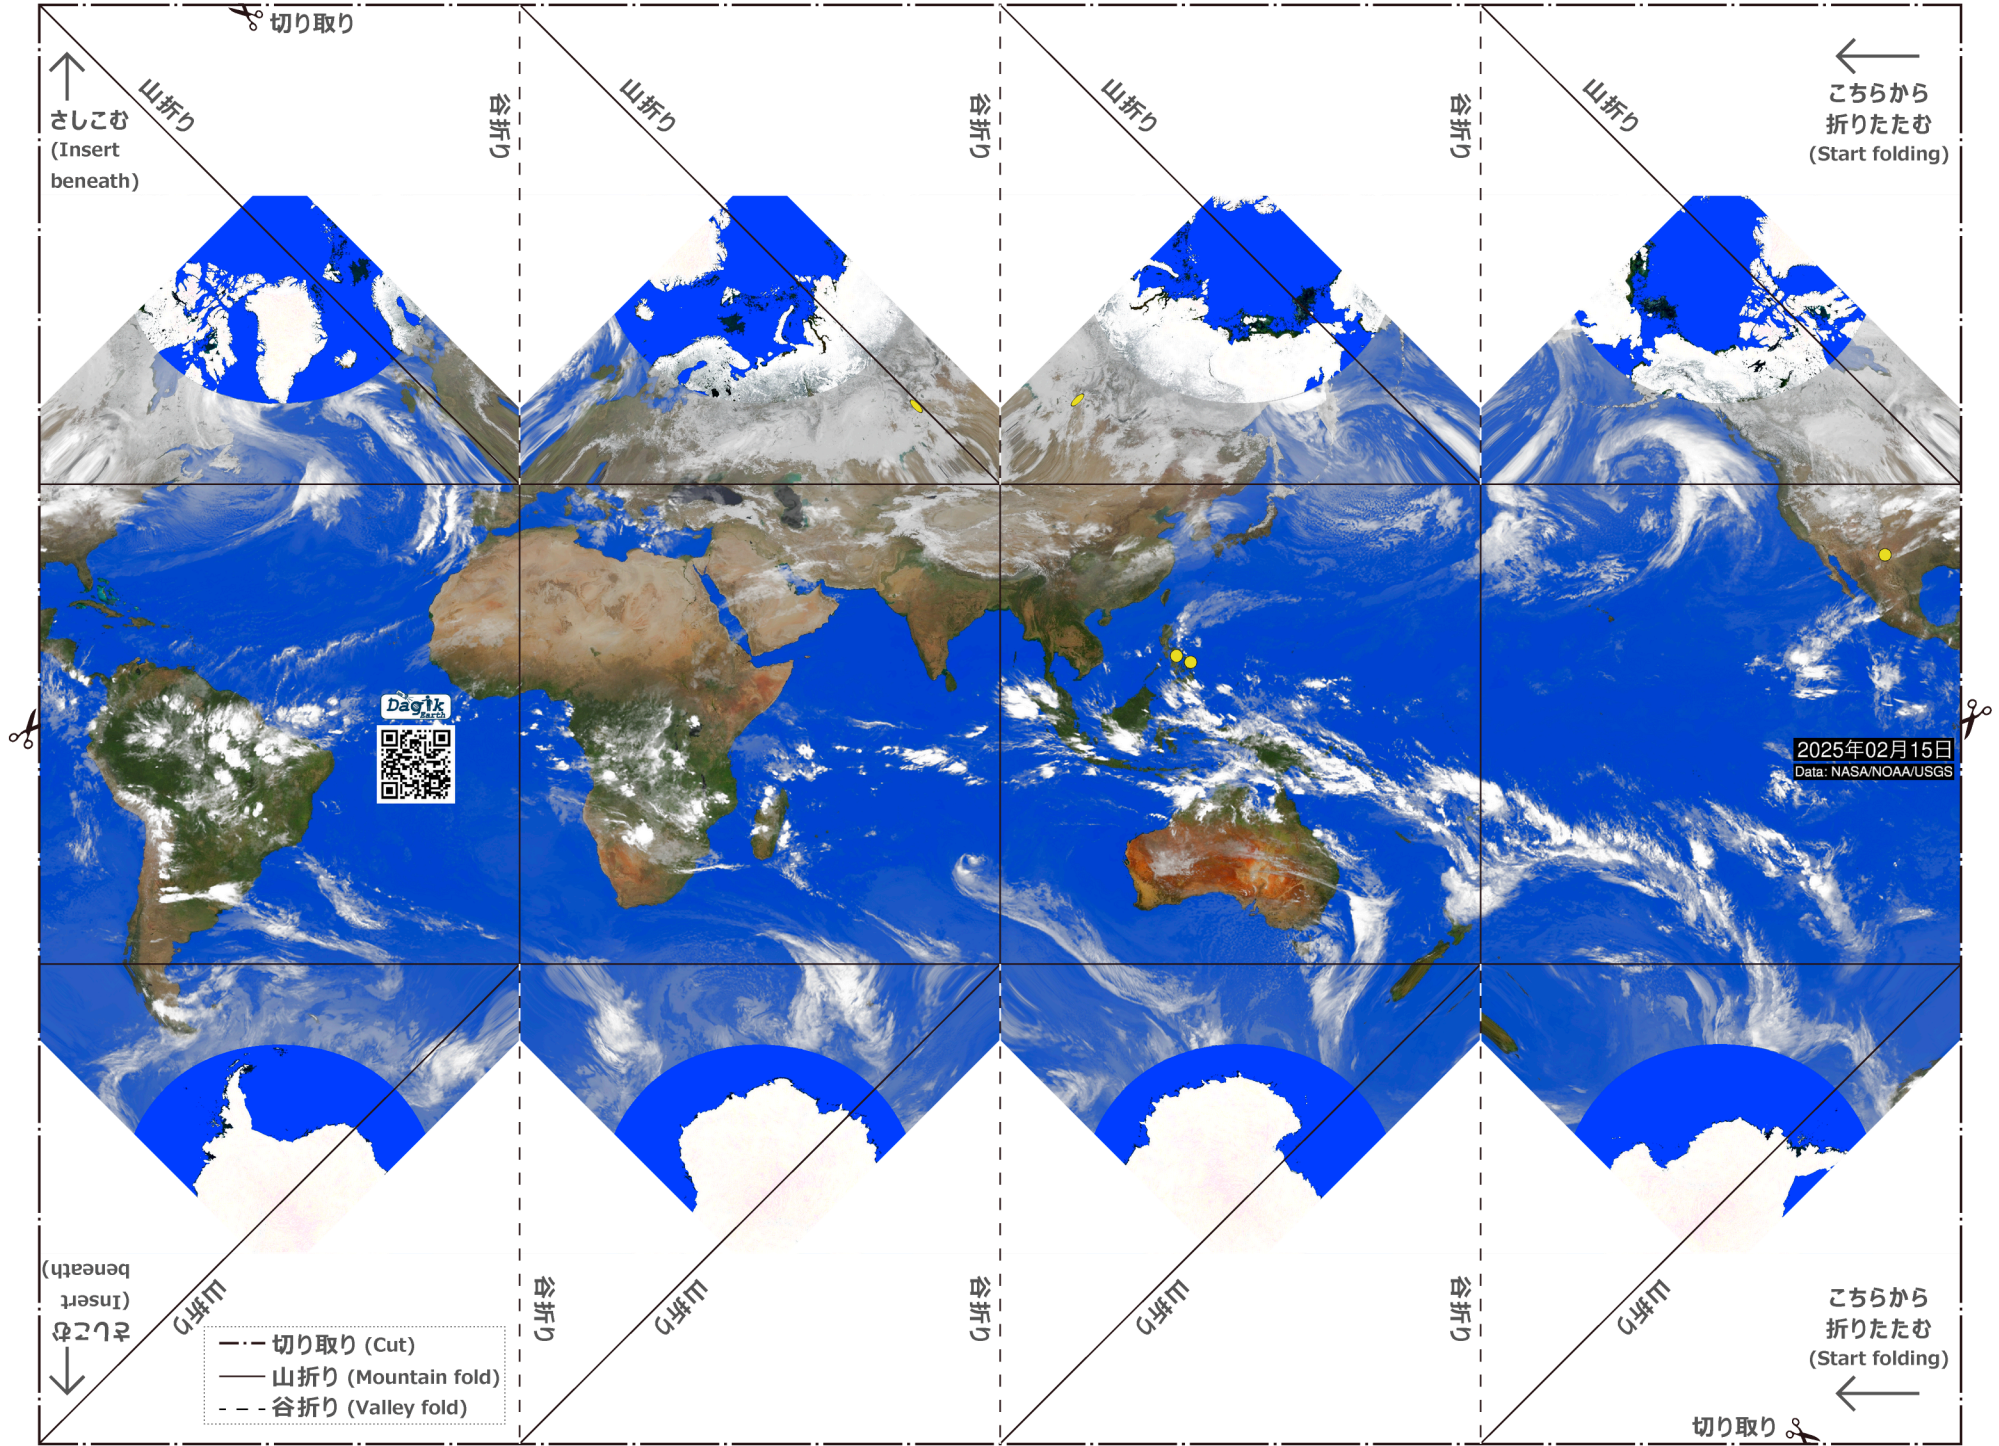 切り取り
さしこむ
(Insert
beneath)
山折り
谷折り
山折り
谷折り
山折り
谷折り
山折り
こちらから
折りたたむ
(Start folding)
Dagik
Earth
2025年02月15日
Data: NASA/NOAA/USGS
さしこむ
(Insert
beneath)
山折り
谷折り
山折り
谷折り
山折り
谷折り
山折り
こちらから
折りたたむ
(Start folding)
切り取り (Cut)
山折り (Mountain fold)
谷折り (Valley fold)
切り取り